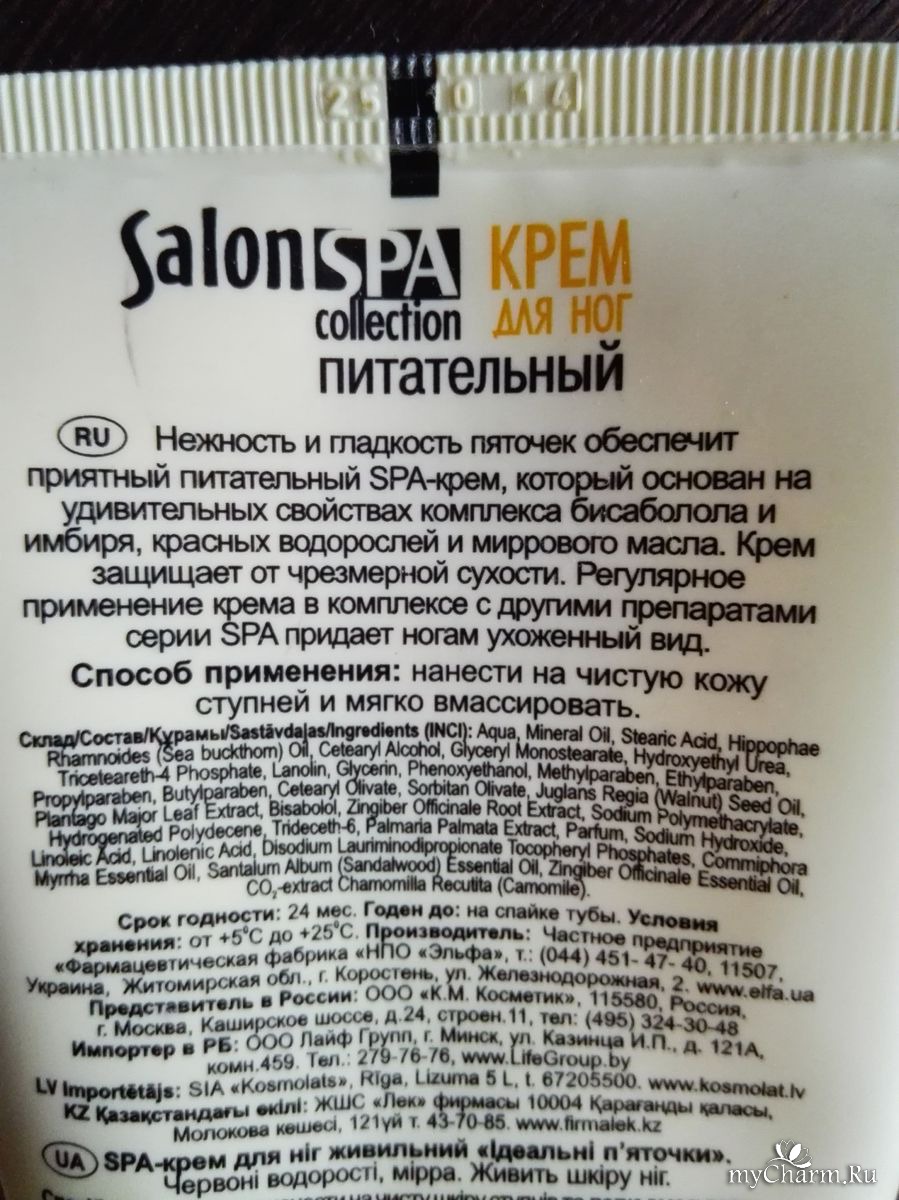 25 10 14
Salon SPA КРЕМ
collection ДЛЯ НОГ
питательный
RU Нежность и гладкость пяточек обеспечит
приятный питательный SPA-крем, который основан на
удивительных свойствах комплекса бисаболола и
имбиря, красных водорослей и миррового масла. Крем
защищает от чрезмерной сухости. Регулярное
применение крема в комплексе с другими препаратами
серии SPA придает ногам ухоженный вид.
Способ применения: нанести на чистую кожу
ступней и мягко вмассировать.
Склад/Состав/Құрамы/Sastāvdaļas/Ingredients (INCI): Aqua, Mineral Oil, Stearic Acid, Hippophae
Rhamnoides (Sea buckthorn) Oil, Cetearyl Alcohol, Glyceryl Monostearate, Hydroxyethyl Urea,
Triceteareth-4 Phosphate, Lanolin, Glycerin, Phenoxyethanol, Methylparaben, Ethylparaben,
Propylparaben, Butylparaben, Cetearyl Olivate, Sorbitan Olivate, Juglans Regia (Walnut) Seed Oil,
Plantago Major Leaf Extract, Bisabolol, Zingiber Officinale Root Extract, Sodium Polymethacrylate,
Hydrogenated Polydecene, Trideceth-6, Palmaria Palmata Extract, Parfum, Sodium Hydroxide,
Linoleic Acid, Linolenic Acid, Disodium Lauriminodipropionate Tocopheryl Phosphates, Commiphora
Myrrha Essential Oil, Santalum Album (Sandalwood) Essential Oil, Zingiber Officinale Essential Oil,
CO₂-extract Chamomilla Recutita (Camomile).
Срок годности: 24 мес. Годен до: на спайке тубы. Условия
хранения: от +5°C до +25°C. Производитель: Частное предприятие
«Фармацевтическая фабрика «НПО «Эльфа», т.: (044) 451- 47- 40, 11507,
Украина, Житомирская обл., г. Коростень, ул. Железнодорожная, 2. www.elfa.ua
Представитель в России: ООО «К.М. Косметик», 115580, Россия,
г. Москва, Каширское шоссе, д.24, строен.11, тел: (495) 324-30-48
Импортер в РБ: ООО Лайф Групп, г. Минск, ул. Казинца И.П., д. 121А,
комн.459. Тел.: 279-76-76, www.LifeGroup.by
LV Importētājs: SIA «Kosmolats», Rīga, Lizuma 5 L, t. 67205500. www.kosmolat.lv
KZ Қазақстандағы өкілі: ЖШС «Лек» фирмасы 10004 Қарағанды қаласы,
Молокова көшесі, 121үй т. 43-70-85. www.firmalek.kz
UA SPA-крем для ніг живильний «Ідеальні п'яточки».
Червоні водорості, мірра. Живить шкіру ніг.
myCharm.Ru